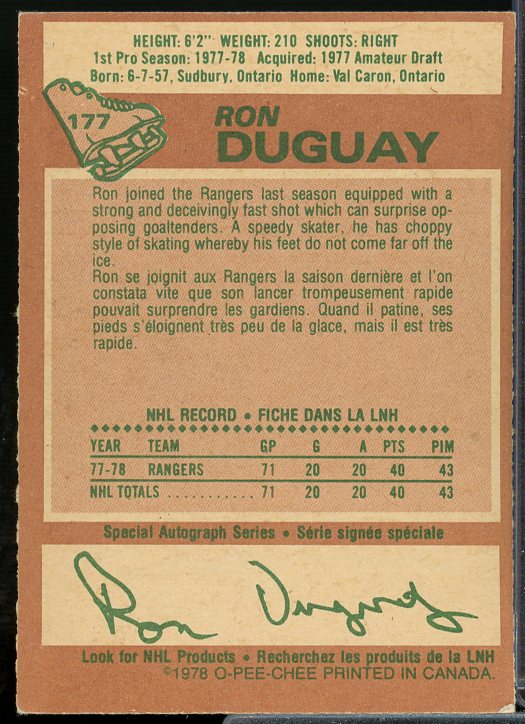 HEIGHT: 6'2" WEIGHT: 210 SHOOTS: RIGHT
1st Pro Season: 1977-78 Acquired: 1977 Amateur Draft
Born: 6-7-57, Sudbury, Ontario Home: Val Caron, Ontario
177
RON
DUGUAY
Ron joined the Rangers last season equipped with a
strong and deceivingly fast shot which can surprise op-
posing goaltenders. A speedy skater, he has choppy
style of skating whereby his feet do not come far off the
ice.
Ron se joignit aux Rangers la saison dernière et l'on
constata vite que son lancer trompeusement rapide
pouvait surprendre les gardiens. Quand il patine, ses
pieds s'éloignent très peu de la glace, mais il est très
rapide.
NHL RECORD • FICHE DANS LA LNH
YEAR TEAM GP G A PTS PIM
77-78 RANGERS 71 20 20 40 43
NHL TOTALS ........... 71 20 20 40 43
Special Autograph Series • Série signée spéciale
Ron Duguay
Look for NHL Products • Recherchez les produits de la LNH
©1978 O-PEE-CHEE PRINTED IN CANADA.